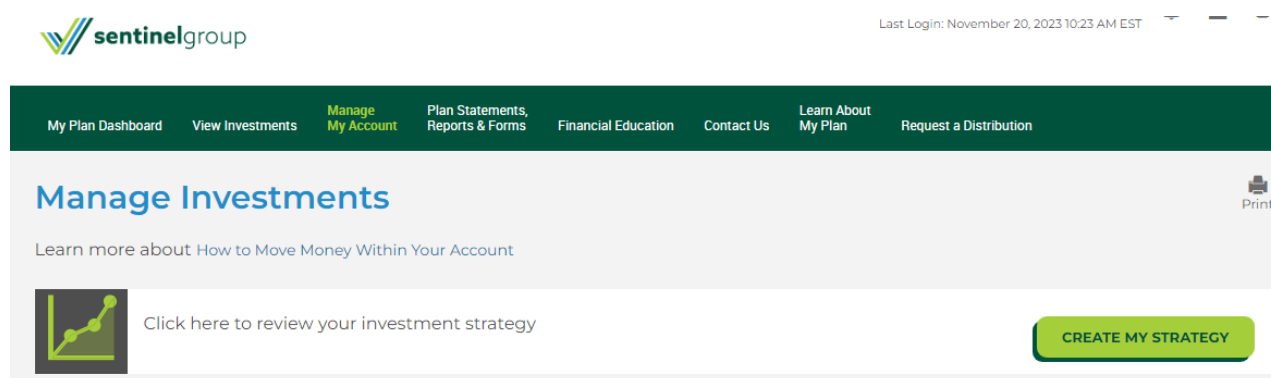 sentinelgroup
Last Login: November 20, 2023 10:23 AM EST
My Plan Dashboard
View Investments
Manage
My Account
Plan Statements,
Reports & Forms
Financial Education
Contact Us
Learn About
My Plan
Request a Distribution
Manage Investments
Print
Learn more about How to Move Money Within Your Account
Click here to review your investment strategy
CREATE MY STRATEGY